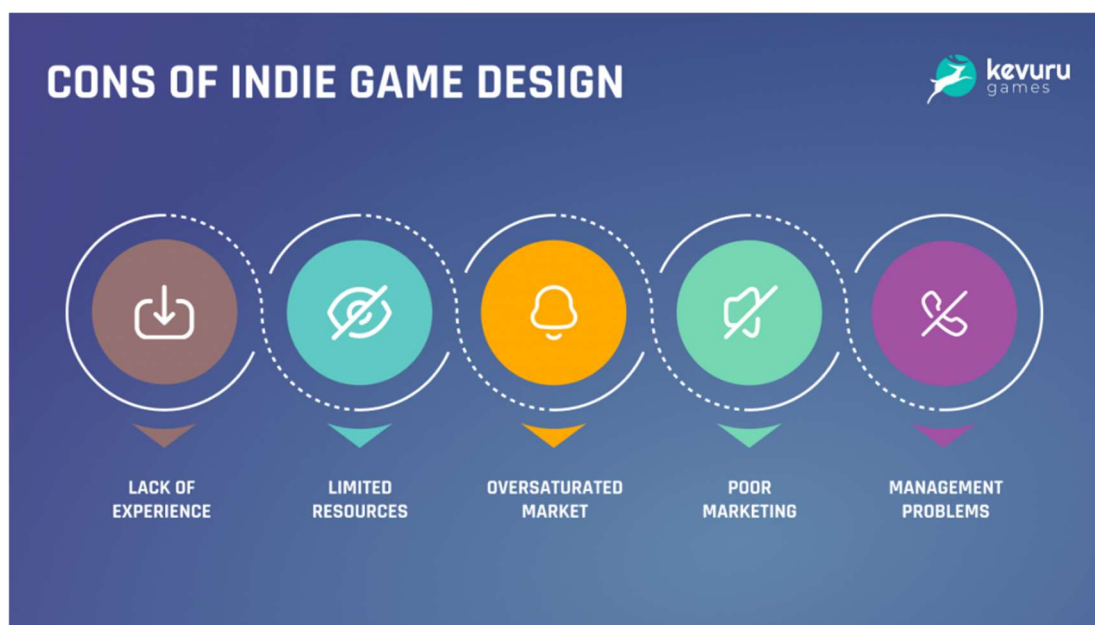 CONS OF INDIE GAME DESIGN
kevuru
games
LACK OF
EXPERIENCE
LIMITED
RESOURCES
OVERSATURATED
MARKET
POOR
MARKETING
MANAGEMENT
PROBLEMS